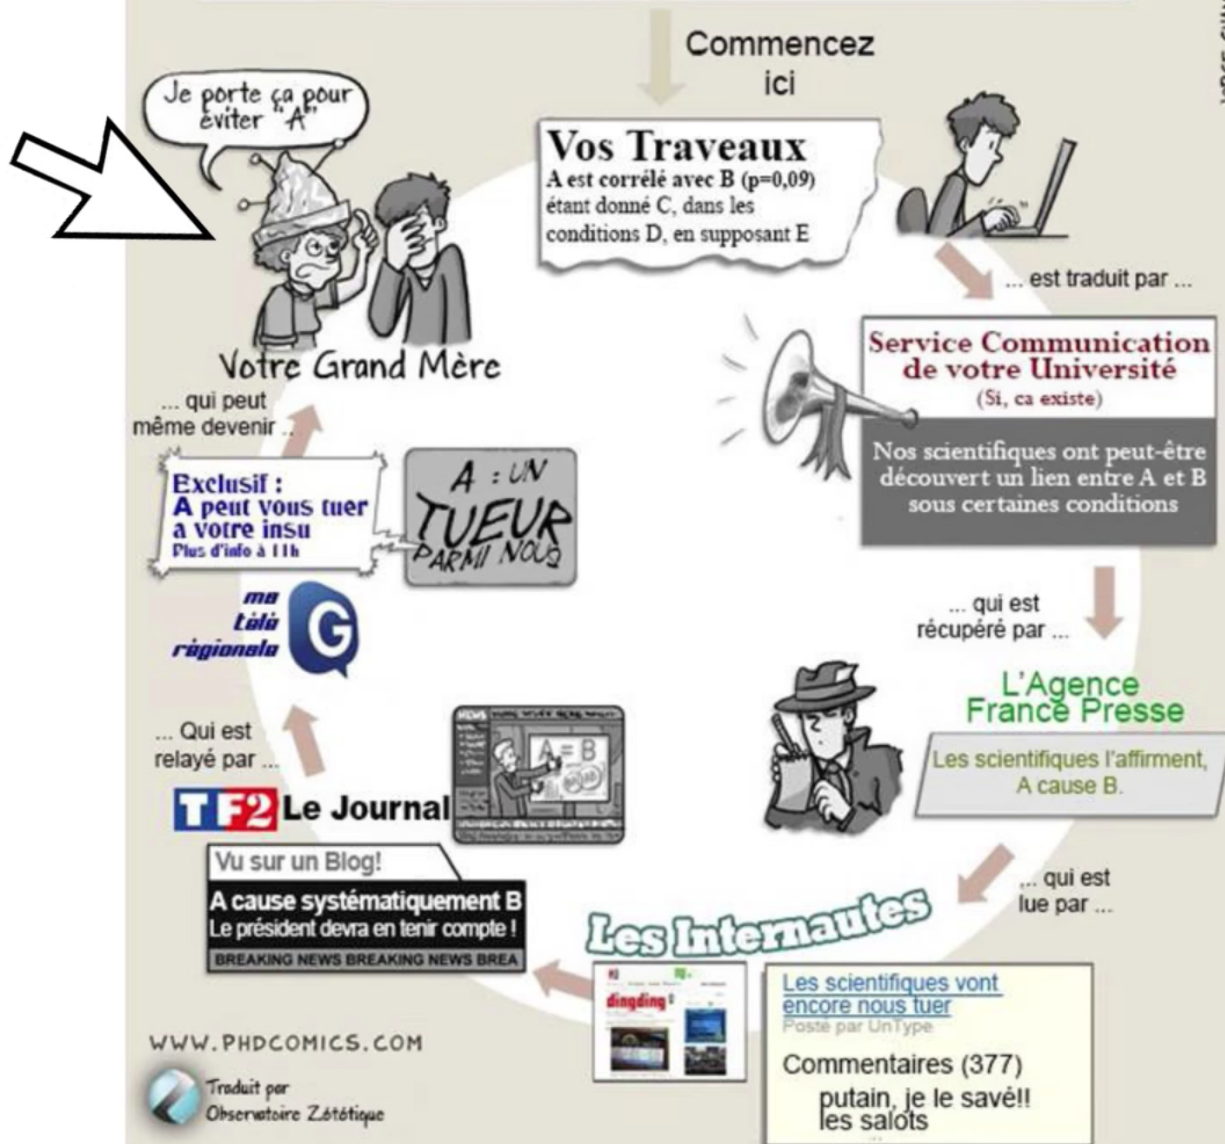 Commencez
ici
Je porte ça pour
éviter "A"
Vos Traveaux
A est corrélé avec B (p=0,09)
étant donné C, dans les
conditions D, en supposant E
... est traduit par ...
Service Communication
de votre Université
(Si, ca existe)
Nos scientifiques ont peut-être
découvert un lien entre A et B
sous certaines conditions
... qui est
récupéré par ...
L'Agence
France Presse
Les scientifiques l'affirment,
A cause B.
... qui est
lue par ...
Les Internautes
dingding
Les scientifiques vont
encore nous tuer
Posté par UnType
Commentaires (377)
putain, je le savé!!
les salots
Vu sur un Blog!
A cause systématiquement B
Le président devra en tenir compte !
BREAKING NEWS BREAKING NEWS BREA
TF2 Le Journal
NEWS
A = B
... Qui est
relayé par ...
ma
télé
régionale
G
Exclusif :
A peut vous tuer
a votre insu
Plus d'info à 11h
A : UN
TUEUR
PARMI NOUS
... qui peut
même devenir ...
Votre Grand Mère
WWW.PHDCOMICS.COM
Traduit par
Observatoire Zététique